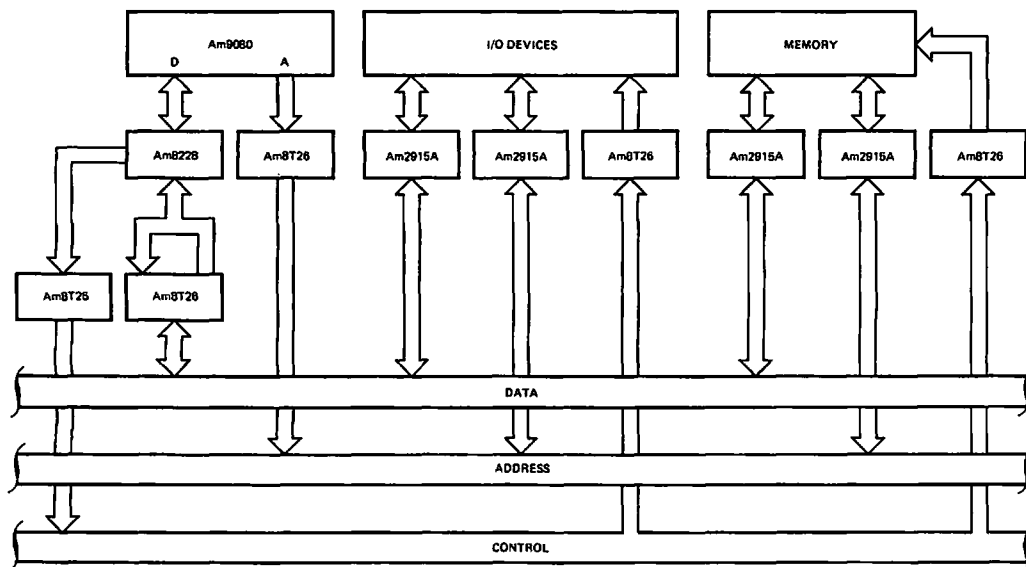 Am9080
D A
I/O DEVICES
MEMORY
Am8228
Am8T26
Am2915A
Am2915A
Am8T26
Am2915A
Am2915A
Am8T26
Am8T26
Am8T26
DATA
ADDRESS
CONTROL